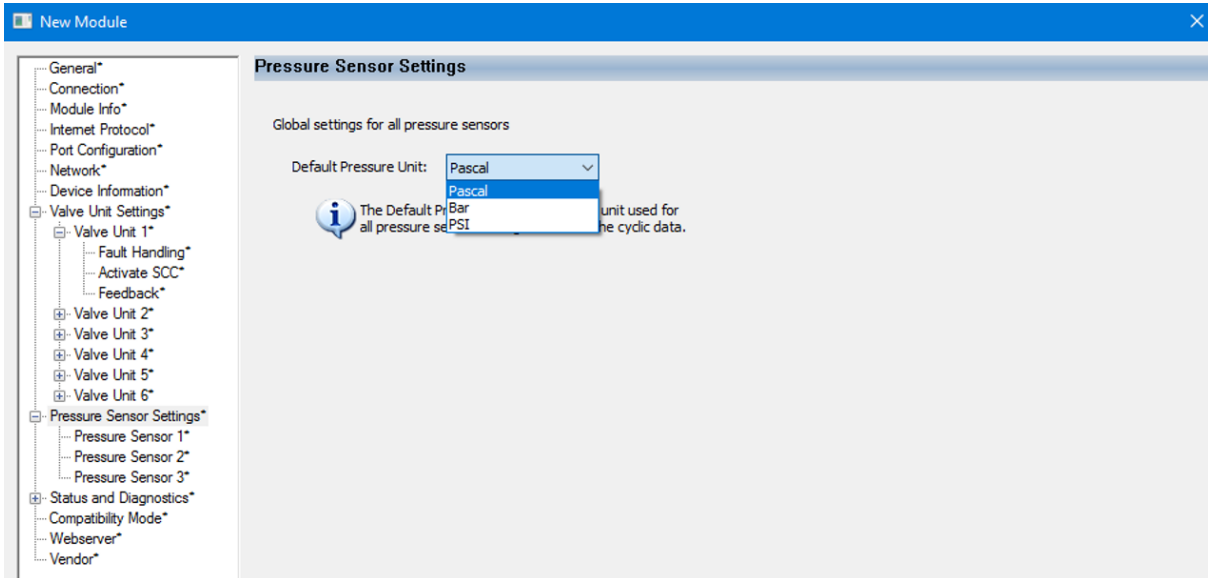 New Module
General*
Connection*
Module Info*
Internet Protocol*
Port Configuration*
Network*
Device Information*
Valve Unit Settings*
Valve Unit 1*
Fault Handling*
Activate SCC*
Feedback*
Valve Unit 2*
Valve Unit 3*
Valve Unit 4*
Valve Unit 5*
Valve Unit 6*
Pressure Sensor Settings*
Pressure Sensor 1*
Pressure Sensor 2*
Pressure Sensor 3*
Status and Diagnostics*
Compatibility Mode*
Webserver*
Vendor*
Pressure Sensor Settings
Global settings for all pressure sensors
Default Pressure Unit: Pascal
Pascal
Bar
PSI
The Default unit used for
all pressure cyclic data.